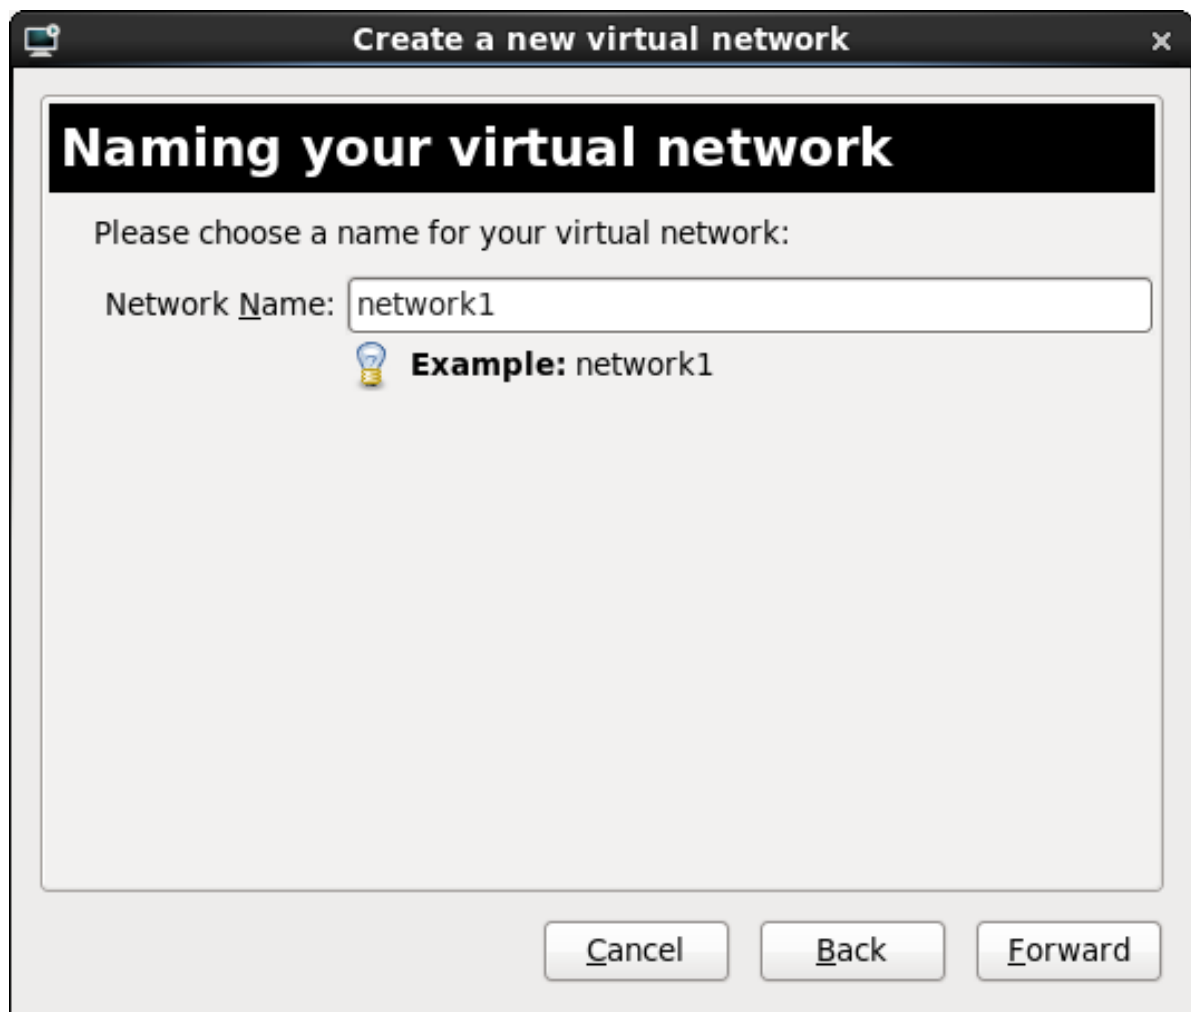 Create a new virtual network
Naming your virtual network
Please choose a name for your virtual network:
Network Name: network1
Example: network1
Cancel Back Forward